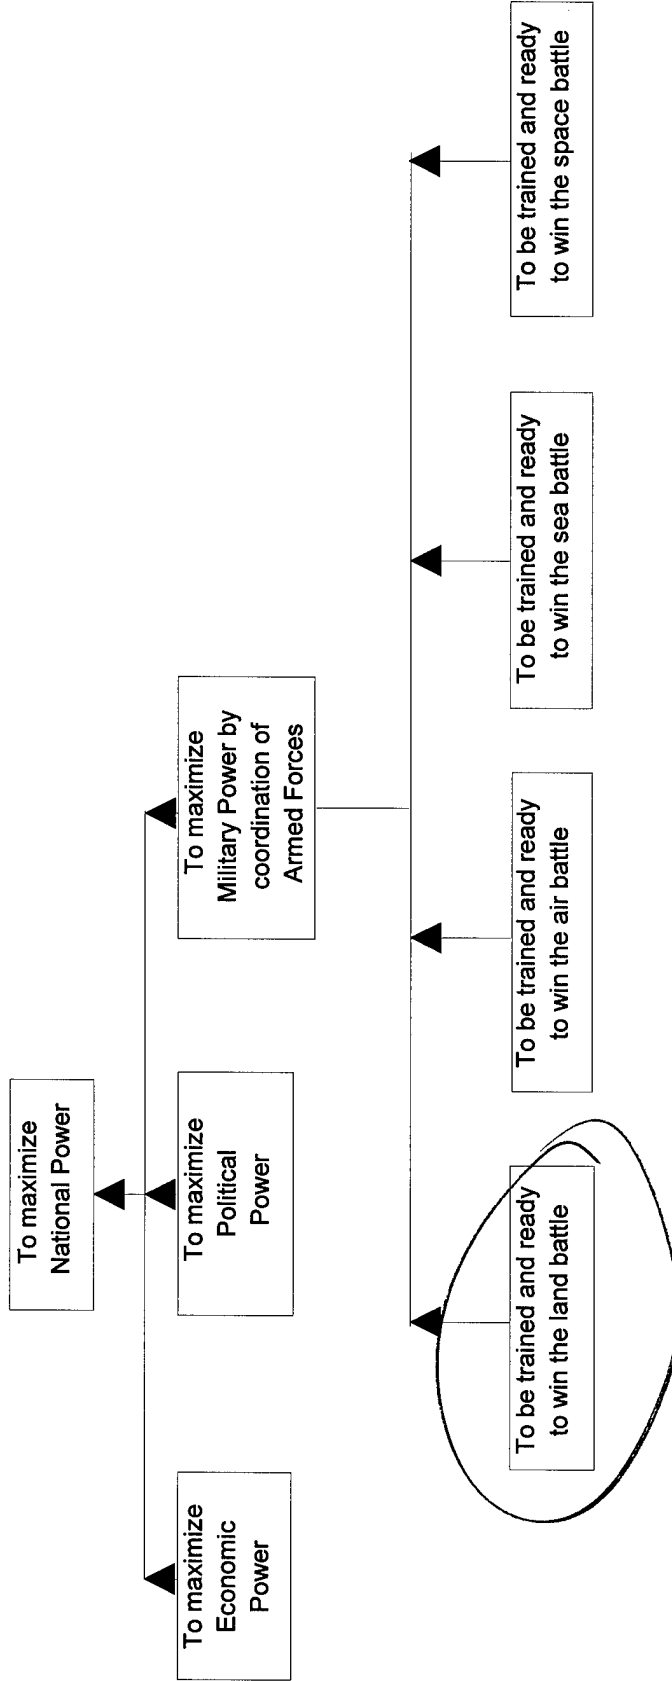 To maximize
National Power
To maximize
Economic
Power
To maximize
Political
Power
To maximize
Military Power by
coordination of
Armed Forces
To be trained and ready
to win the land battle
To be trained and ready
to win the air battle
To be trained and ready
to win the sea battle
To be trained and ready
to win the space battle